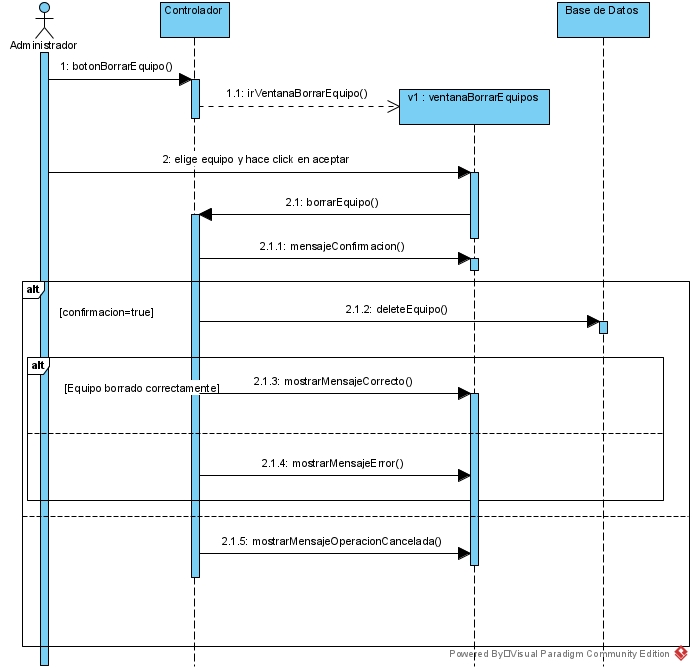 Controlador
Base de Datos
Administrador
1: botonBorrarEquipo()
1.1: irVentanaBorrarEquipo()
v1 : ventanaBorrarEquipos
2: elige equipo y hace click en aceptar
2.1: borrarEquipo()
2.1.1: mensajeConfirmacion()
alt
[confirmacion=true]
2.1.2: deleteEquipo()
alt
[Equipo borrado correctamente]
2.1.3: mostrarMensajeCorrecto()
2.1.4: mostrarMensajeError()
2.1.5: mostrarMensajeOperacionCancelada()
Powered By Visual Paradigm Community Edition